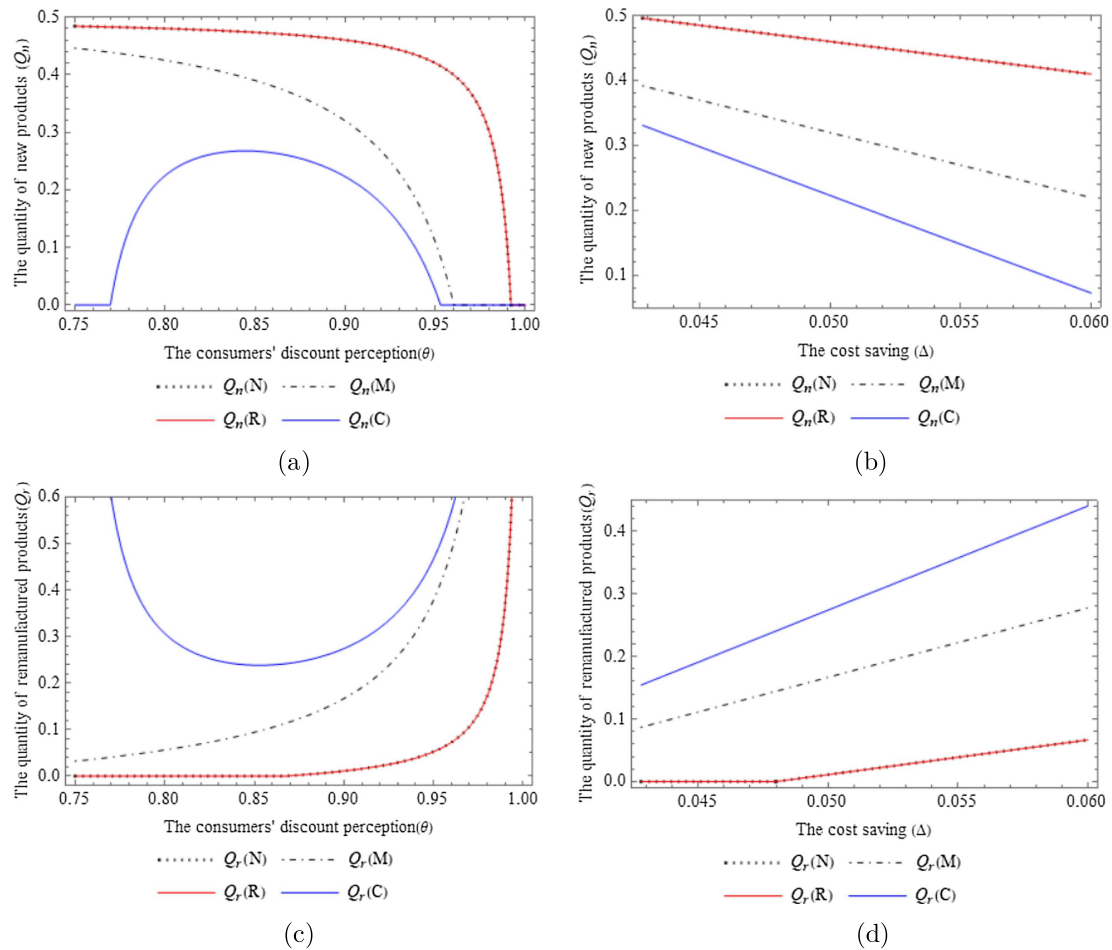 The quantity of new products (Qn)
0.5
0.4
0.3
0.2
0.1
0.0
0.75 0.80 0.85 0.90 0.95 1.00
The consumers' discount perception(θ)
Qn(N) Qn(M)
Qn(R) Qn(C)
(a)
The quantity of new products (Qn)
0.5
0.4
0.3
0.2
0.1
0.045 0.050 0.055 0.060
The cost saving (Δ)
Qn(N) Qn(M)
Qn(R) Qn(C)
(b)
The quantity of remanufactured products(Qr)
0.6
0.5
0.4
0.3
0.2
0.1
0.0
0.75 0.80 0.85 0.90 0.95 1.00
The consumers' discount perception(θ)
Qr(N) Qr(M)
Qr(R) Qr(C)
(c)
The quantity of remanufactured products(Qr)
0.4
0.3
0.2
0.1
0.0
0.045 0.050 0.055 0.060
The cost saving (Δ)
Qr(N) Qr(M)
Qr(R) Qr(C)
(d)